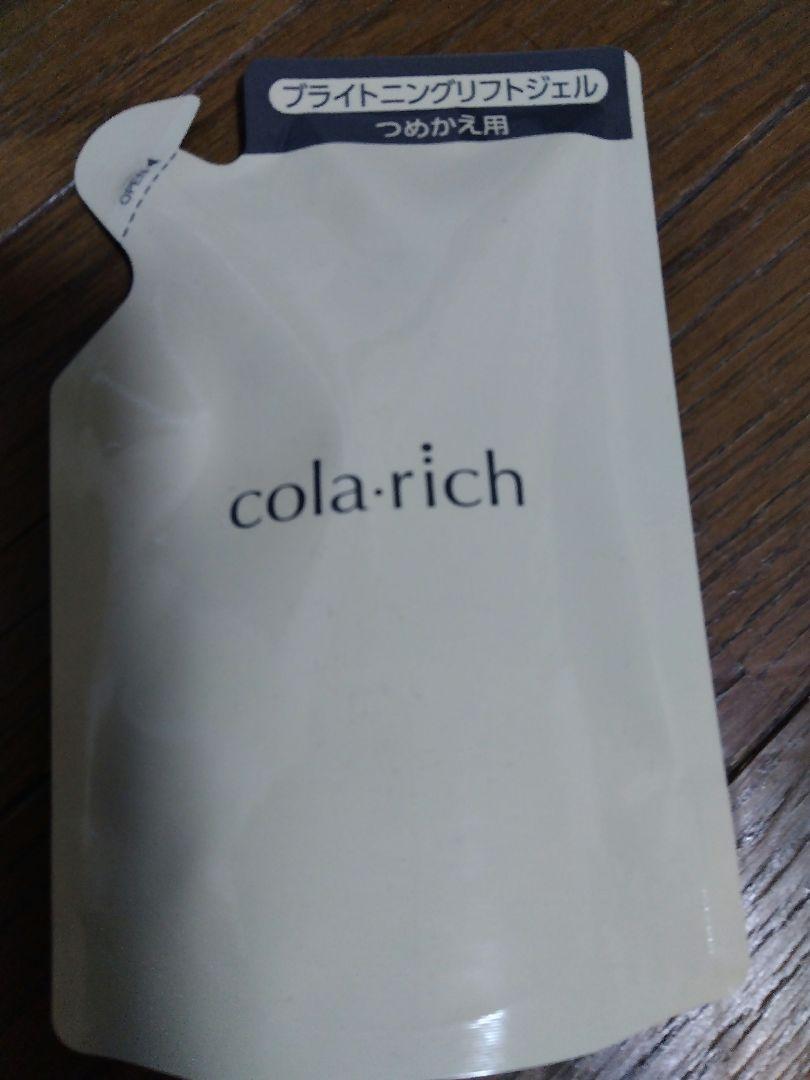 ブライトニングリフトジェル
つめかえ用
OPEN
cola·rich